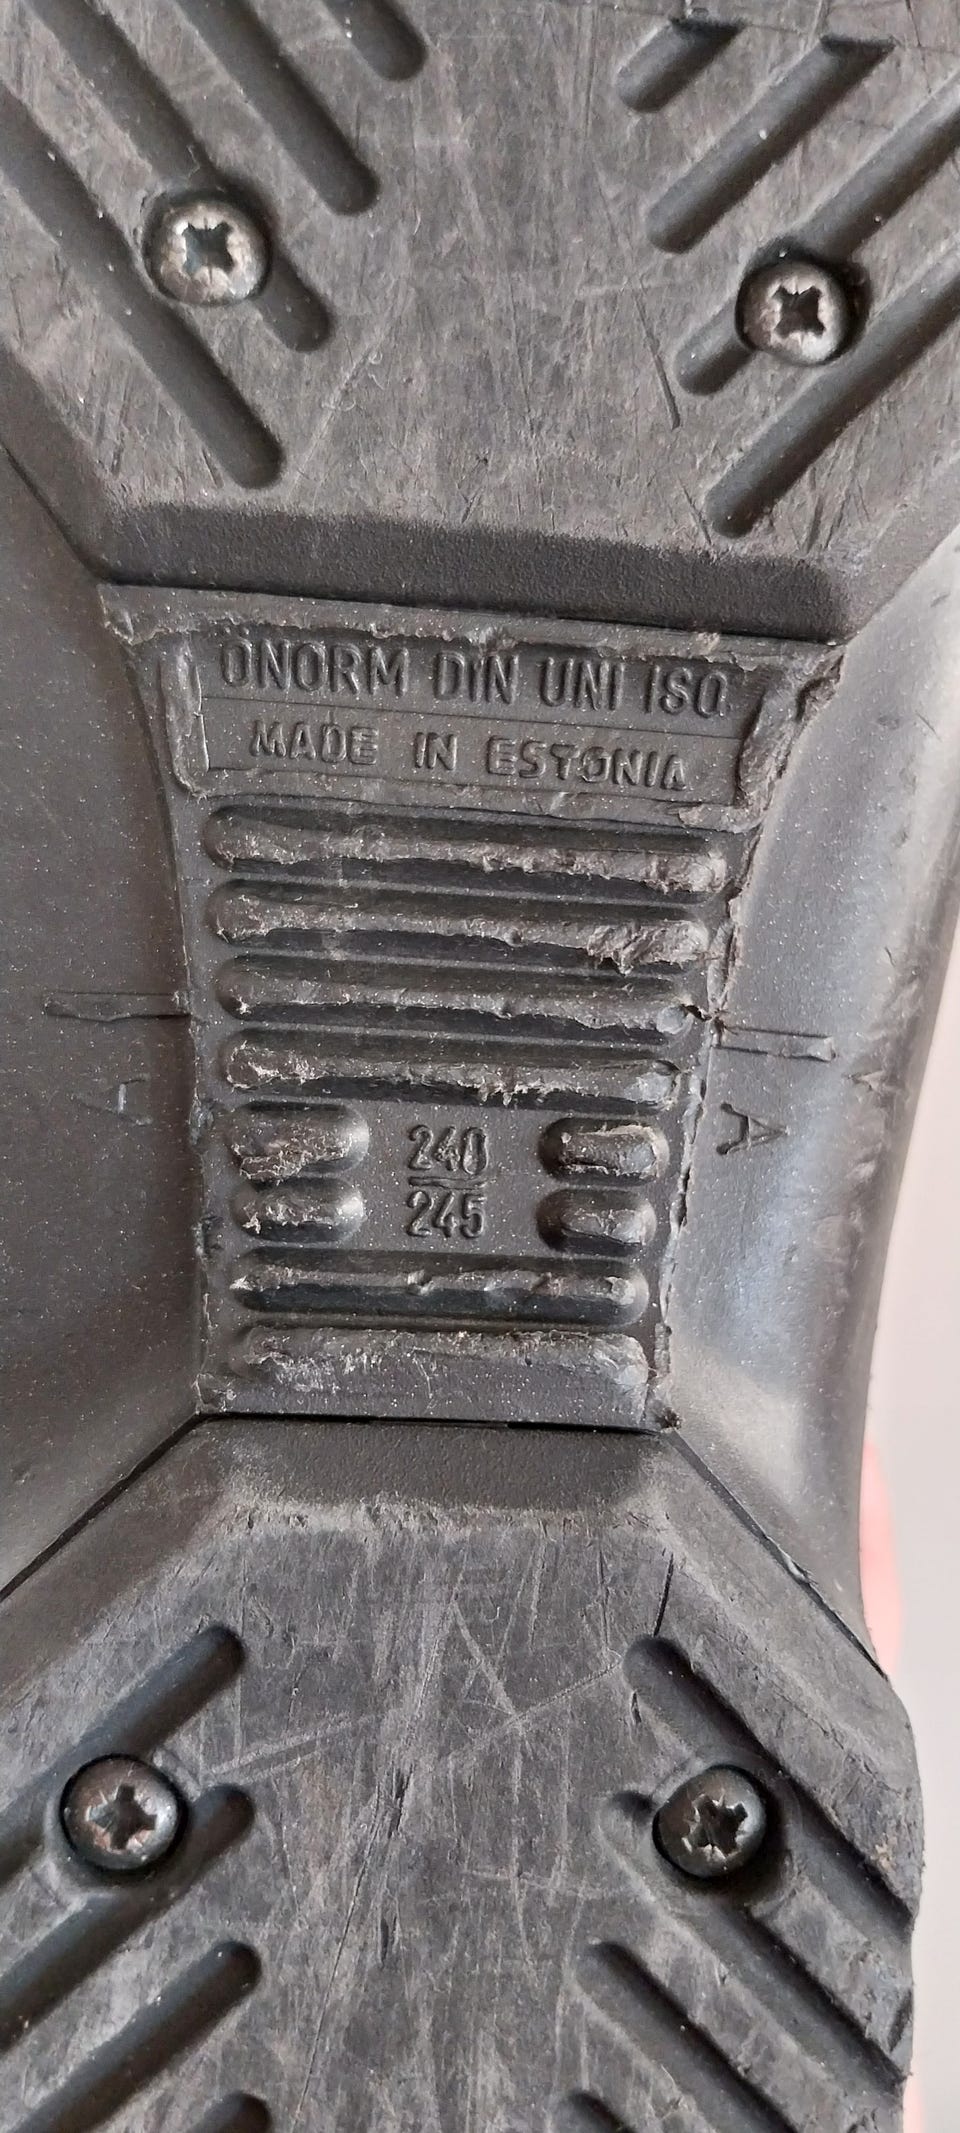 ÖNORM DIN UNI ISO
MADE IN ESTONIA
A
240
245